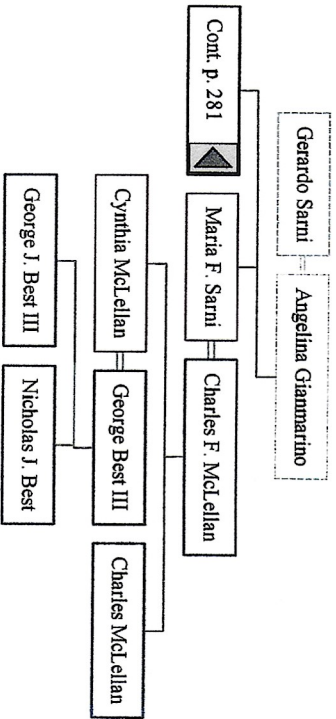 Gerardo Sarni
Angelina Gianmarino
Cont. p. 281
Maria F. Sarni
Charles F. McLellan
Cynthia McLellan
George Best III
Charles McLellan
George J. Best III
Nicholas J. Best